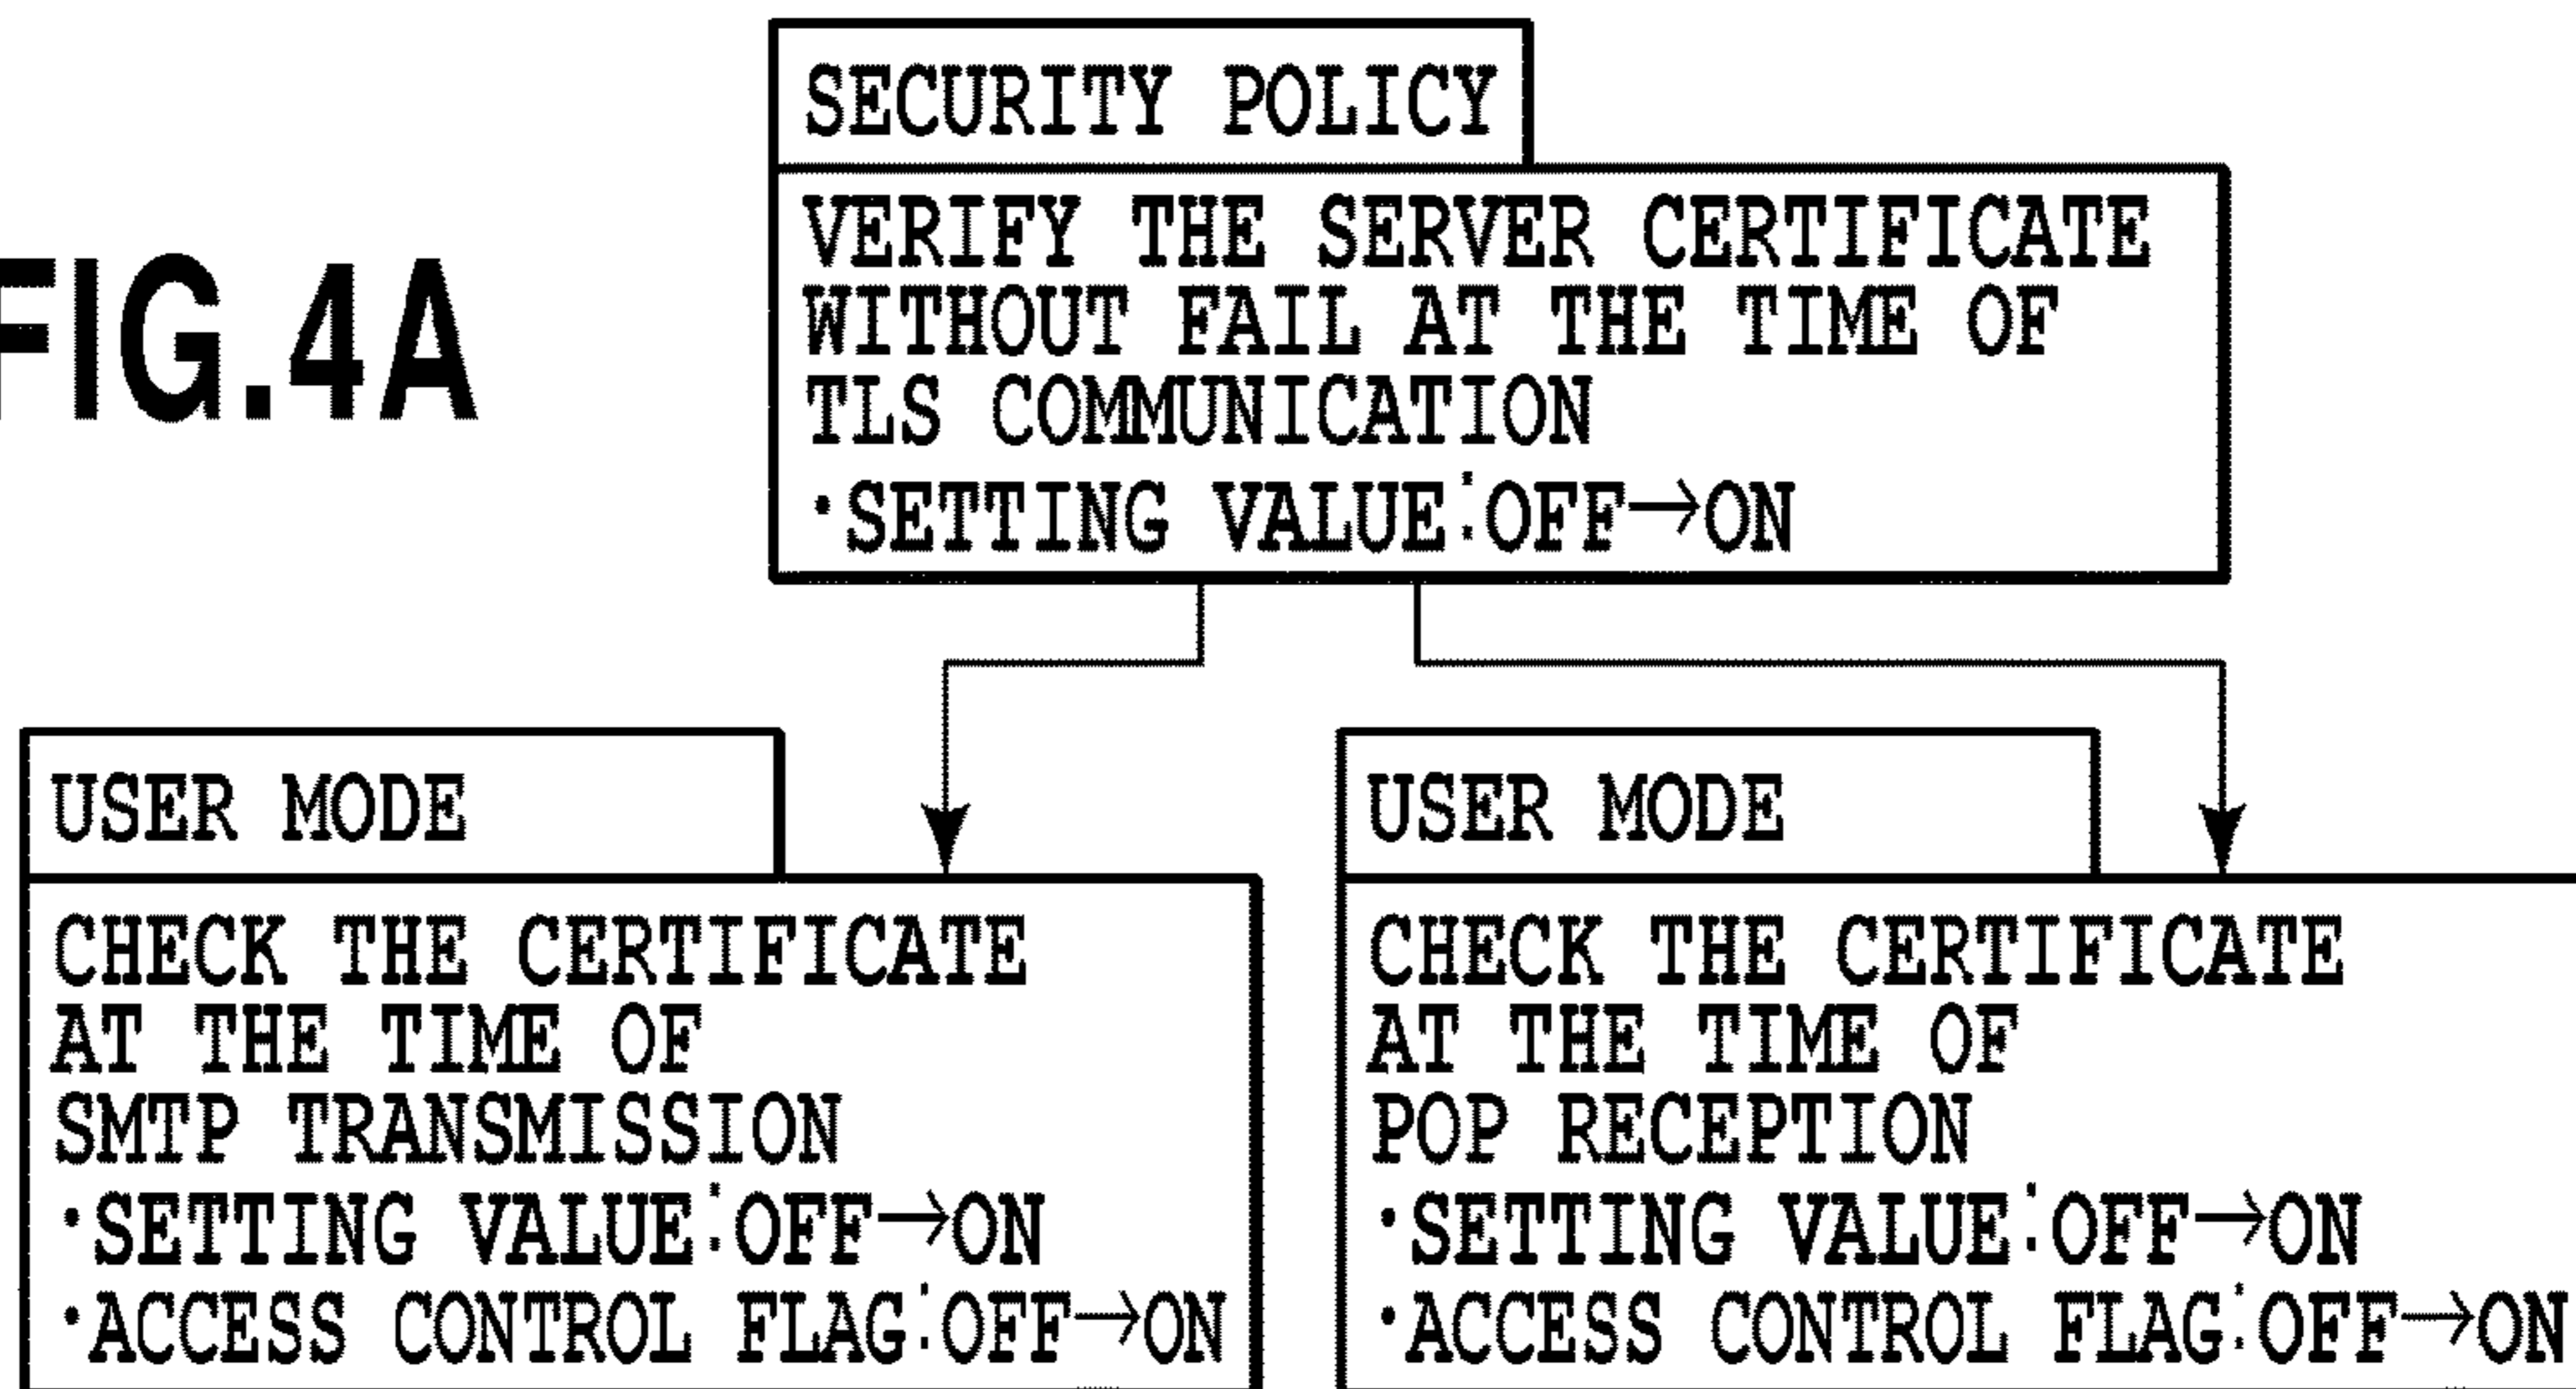 FIG.4A
SECURITY POLICY
VERIFY THE SERVER CERTIFICATE
WITHOUT FAIL AT THE TIME OF
TLS COMMUNICATION
・SETTING VALUE:OFF→ON
USER MODE
CHECK THE CERTIFICATE
AT THE TIME OF
SMTP TRANSMISSION
・SETTING VALUE:OFF→ON
・ACCESS CONTROL FLAG:OFF→ON
USER MODE
CHECK THE CERTIFICATE
AT THE TIME OF
POP RECEPTION
・SETTING VALUE:OFF→ON
・ACCESS CONTROL FLAG:OFF→ON